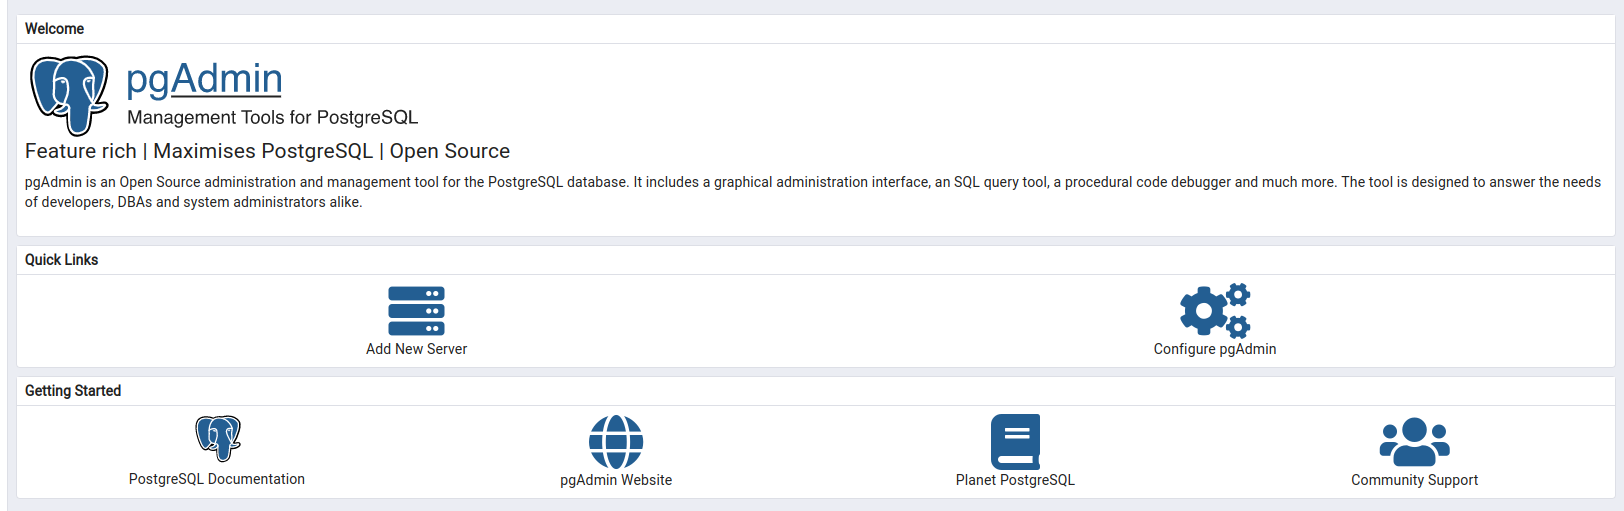 Welcome
pgAdmin
Management Tools for PostgreSQL
Feature rich | Maximises PostgreSQL | Open Source
pgAdmin is an Open Source administration and management tool for the PostgreSQL database. It includes a graphical administration interface, an SQL query tool, a procedural code debugger and much more. The tool is designed to answer the needs
of developers, DBAs and system administrators alike.
Quick Links
Add New Server
Configure pgAdmin
Getting Started
PostgreSQL Documentation
pgAdmin Website
Planet PostgreSQL
Community Support